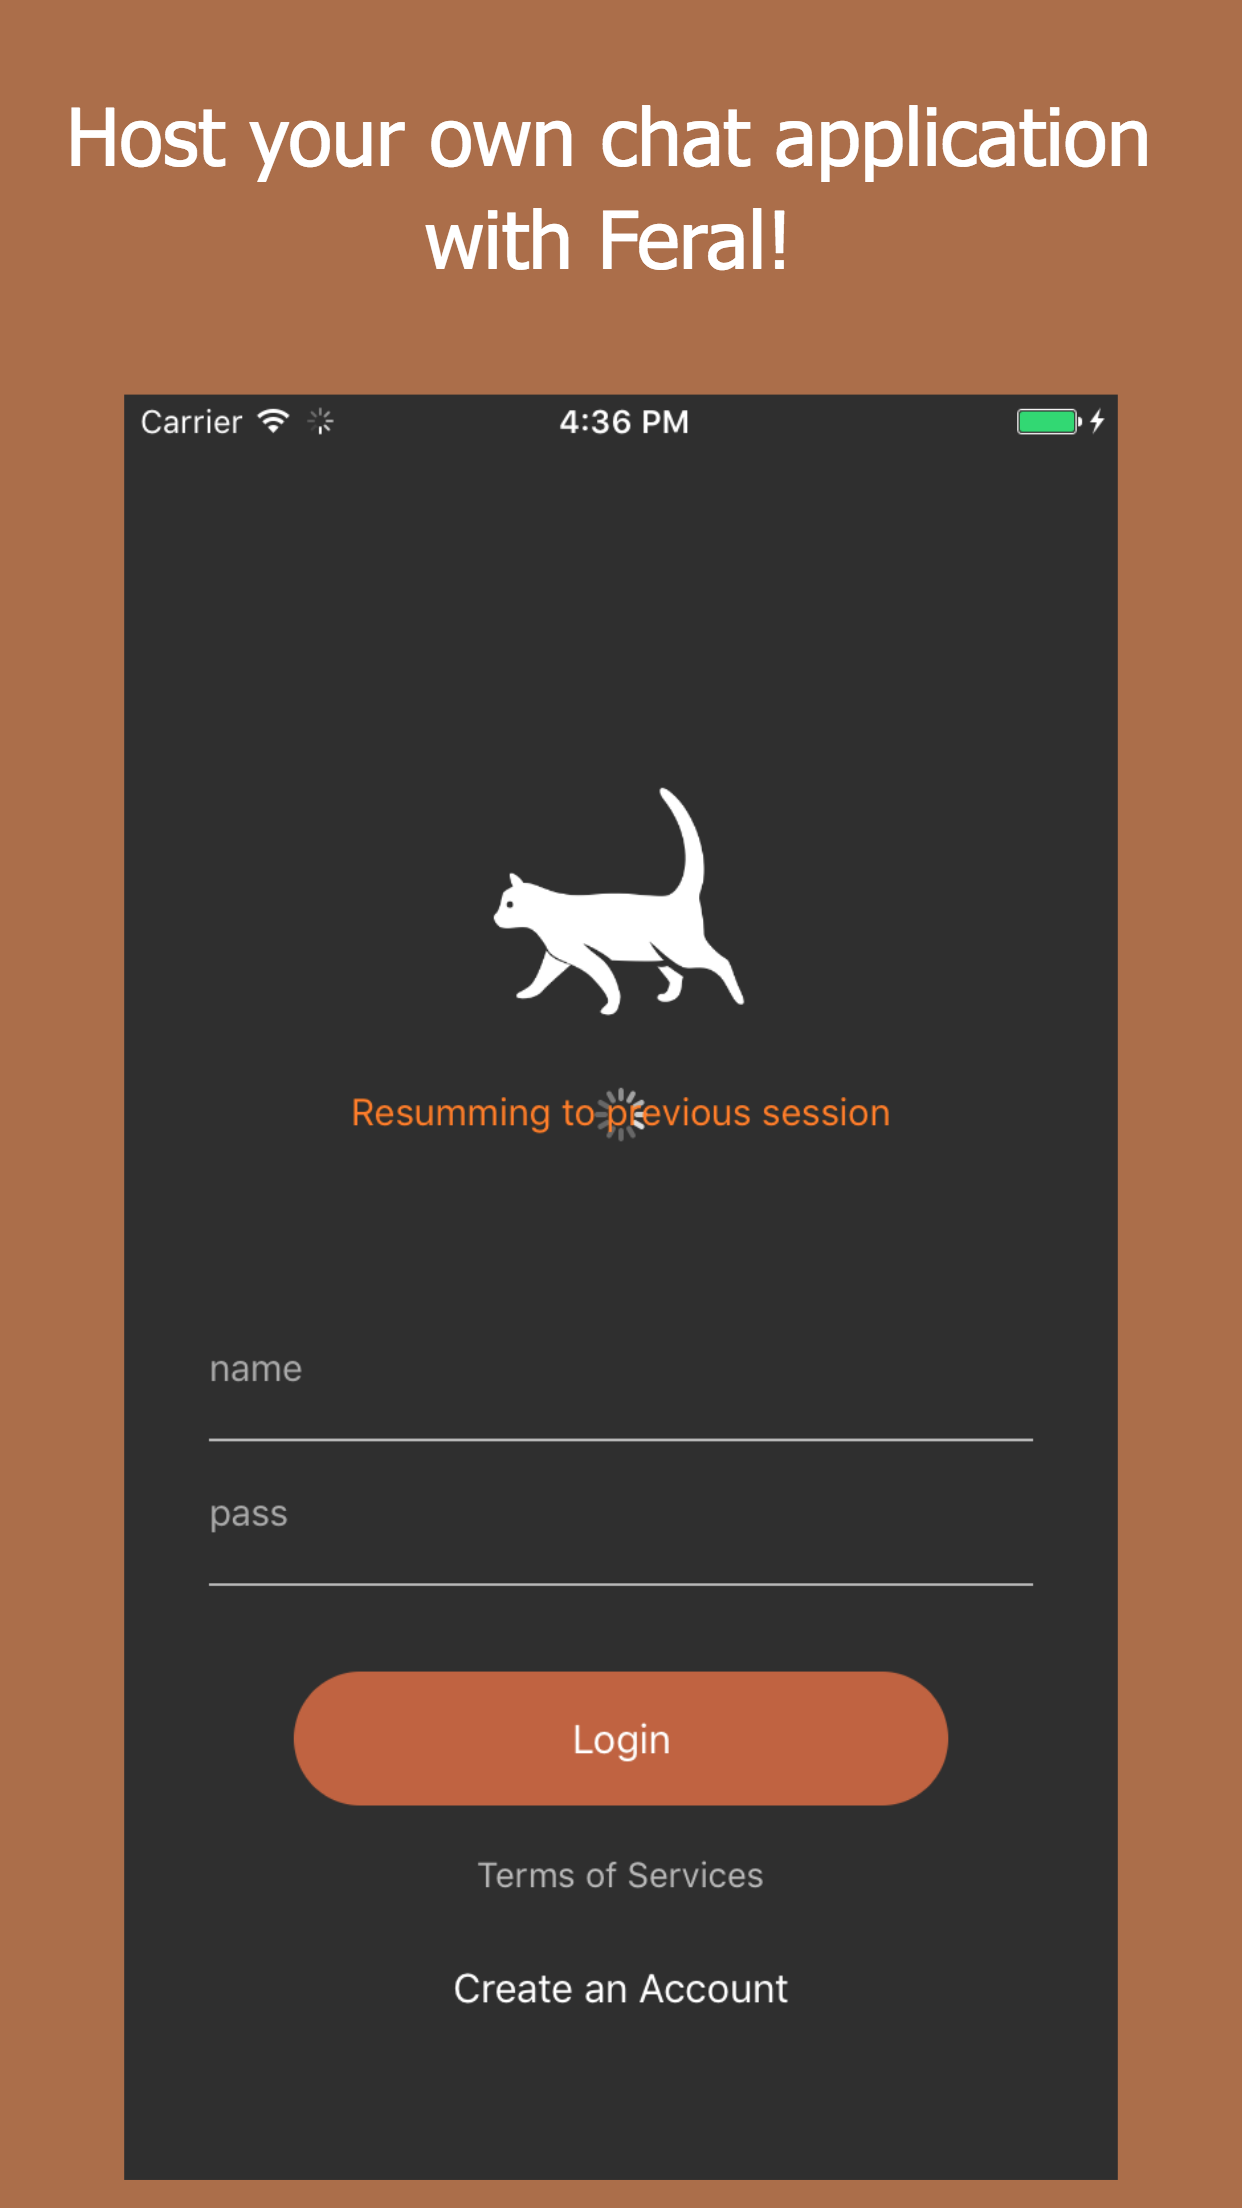 Host your own chat application
with Feral!
Carrier 4:36 PM
Resumming to previous session
name
pass
Login
Terms of Services
Create an Account